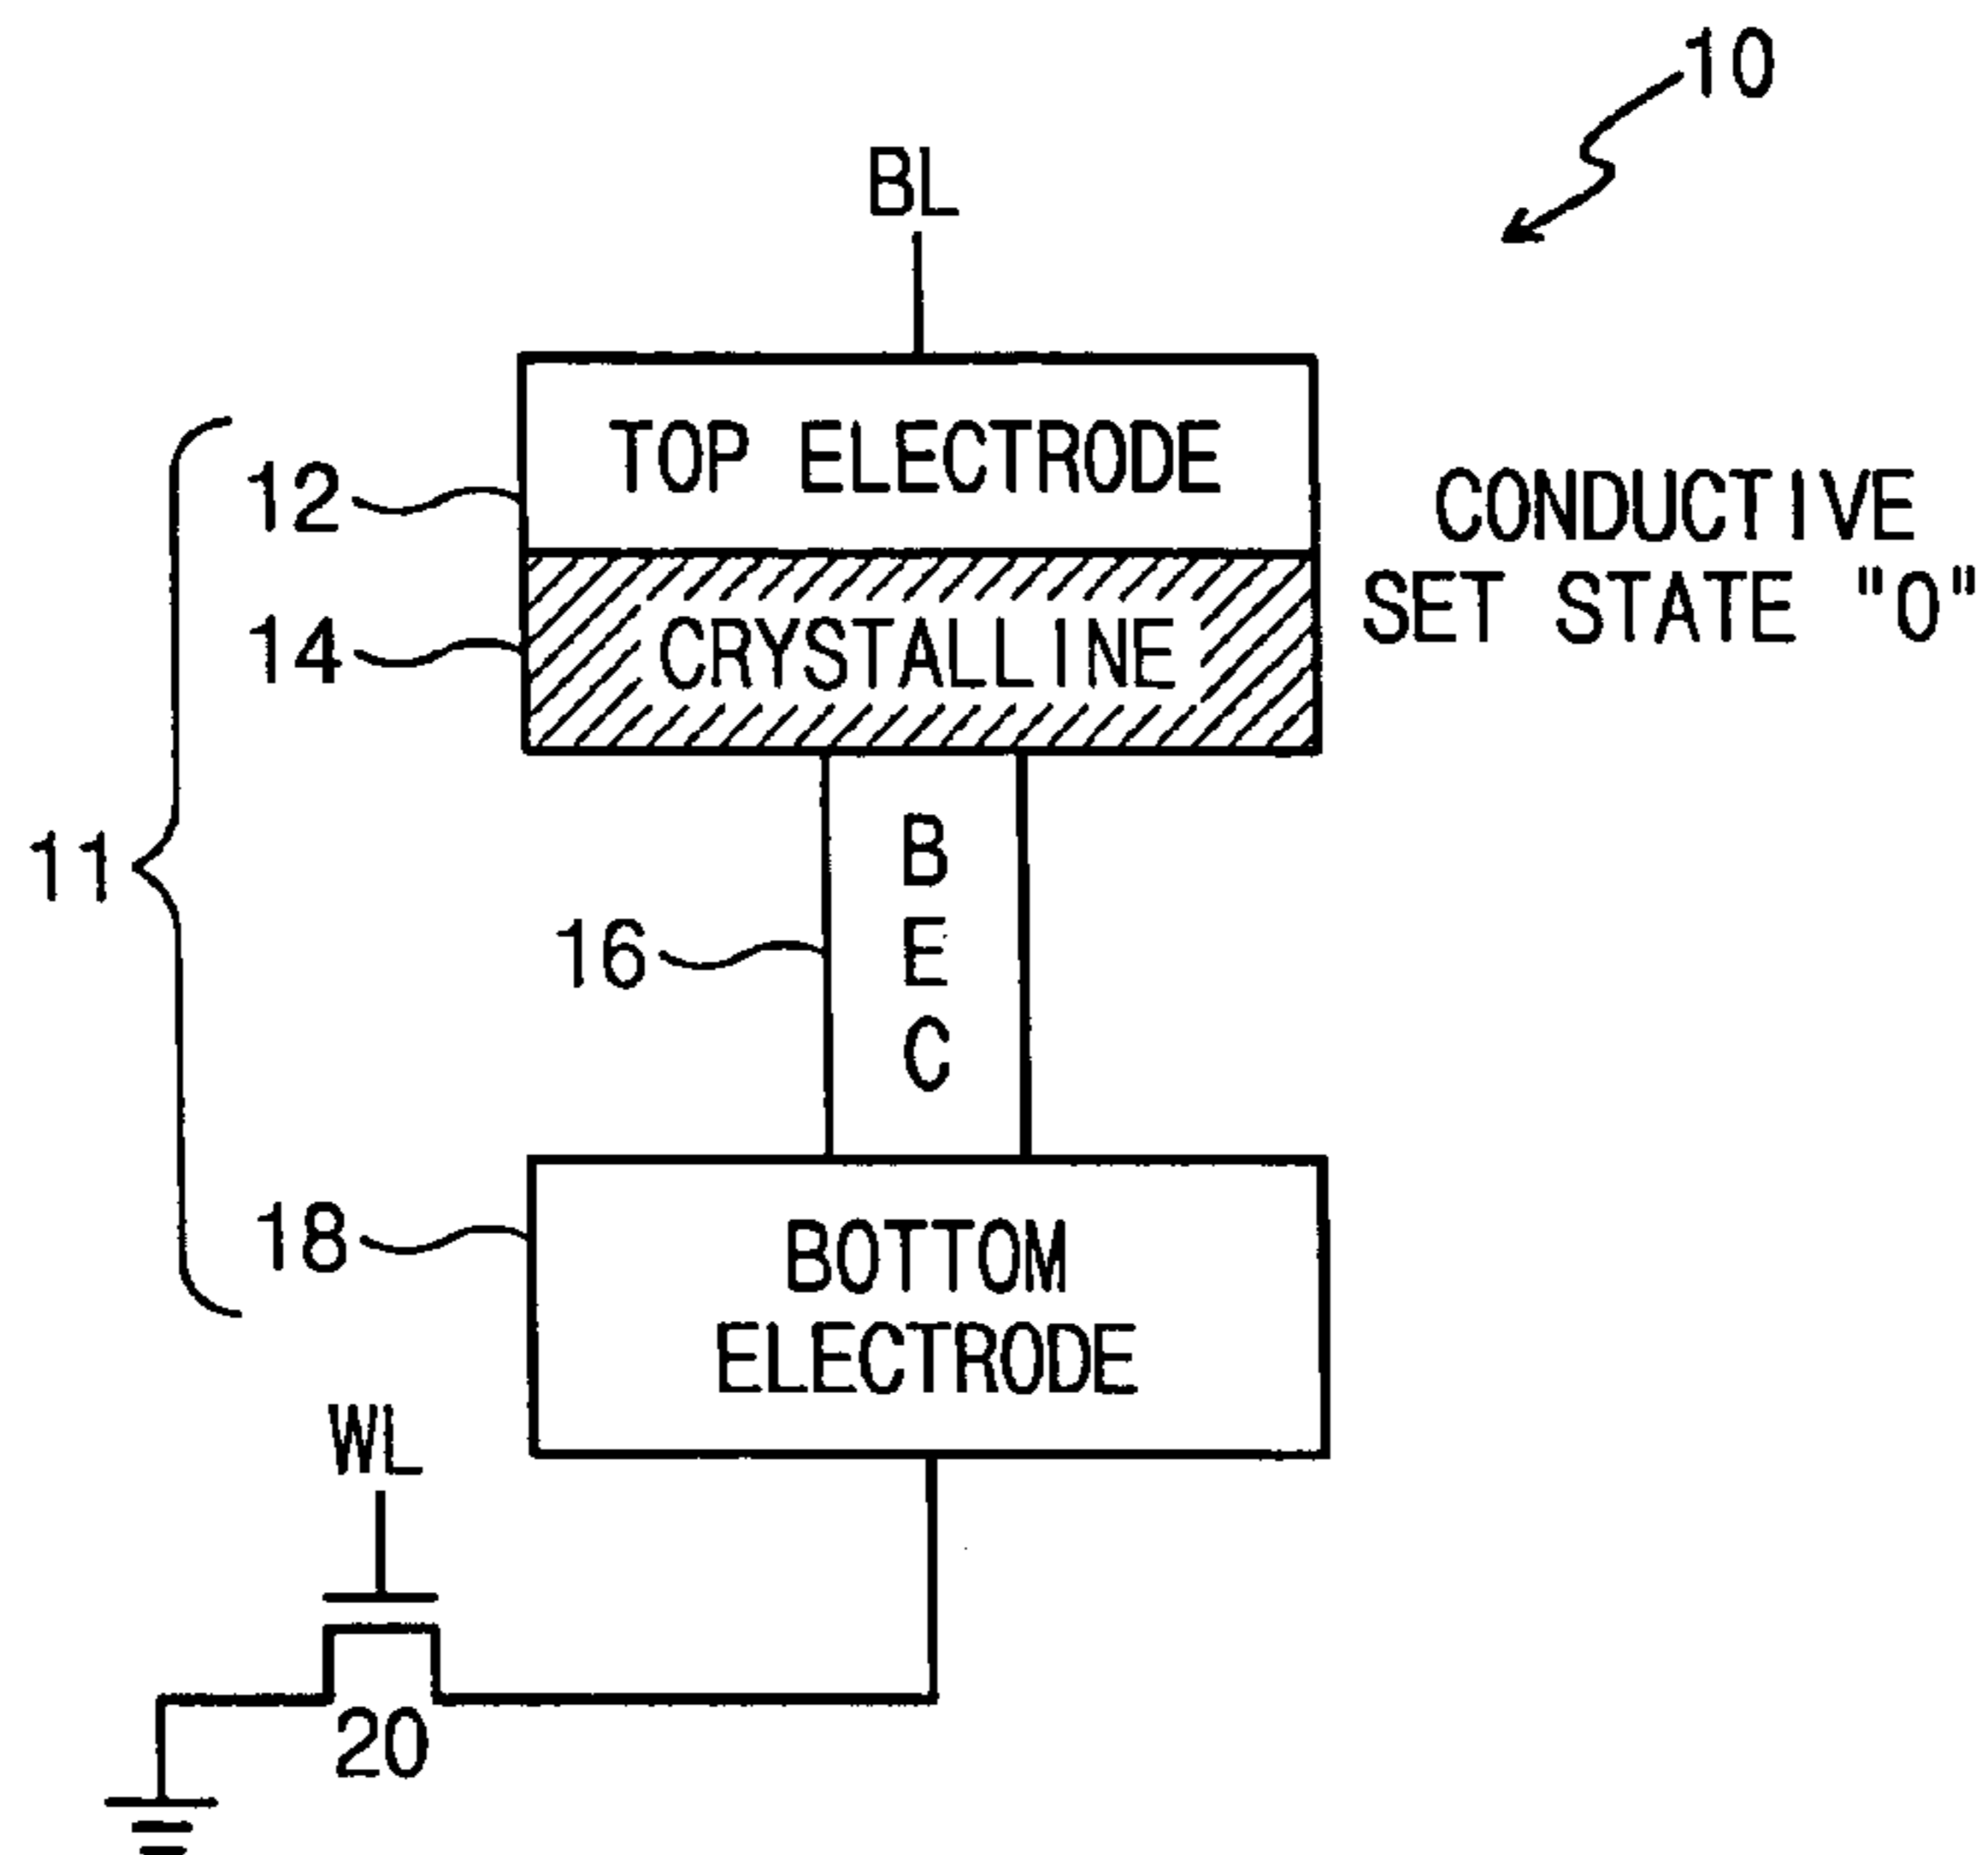 10
BL
TOP ELECTRODE
12
CONDUCTIVE
SET STATE "0"
14
CRYSTALLINE
11
B
E
C
16
18
BOTTOM
ELECTRODE
WL
20